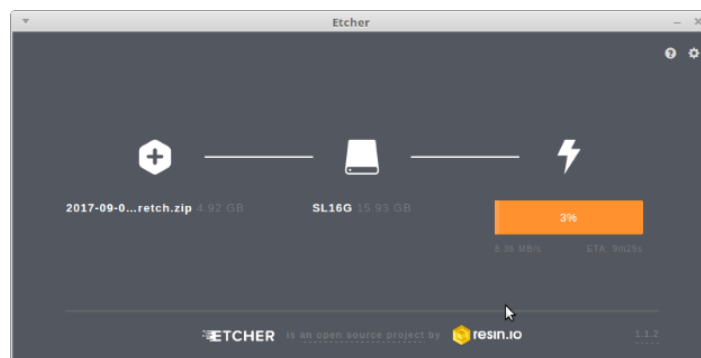 Etcher
2017-09-0...retch.zip 4.92 GB
SL16G 15.93 GB
3%
8.36 MB/s ETA: 9m25s
ETCHER is an open source project by resin.io
1.1.2